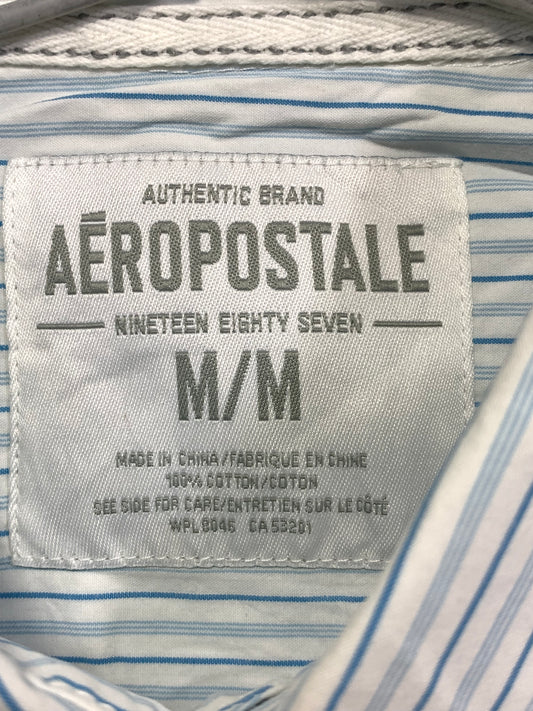 AUTHENTIC BRAND
AÉROPOSTALE
NINETEEN EIGHTY SEVEN
M/M
MADE IN CHINA/FABRIQUE EN CHINE
100% COTTON/COTON
SEE SIDE FOR CARE/ENTRETIEN SUR LE CÔTÉ
WPL 8046 CA 53201